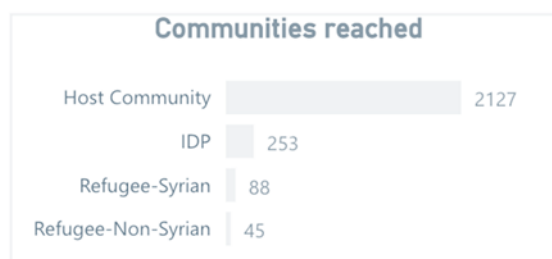 Communities reached
Host Community 2127
IDP 253
Refugee-Syrian 88
Refugee-Non-Syrian 45